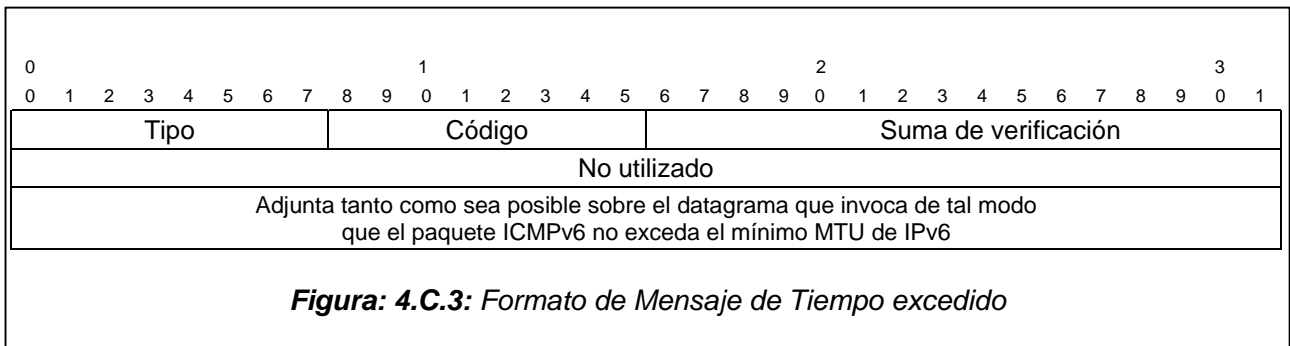 0 1 2 3
0 1 2 3 4 5 6 7 8 9 0 1 2 3 4 5 6 7 8 9 0 1 2 3 4 5 6 7 8 9 0 1
Tipo Código Suma de verificación
No utilizado
Adjunta tanto como sea posible sobre el datagrama que invoca de tal modo
que el paquete ICMPv6 no exceda el mínimo MTU de IPv6
Figura: 4.C.3: Formato de Mensaje de Tiempo excedido